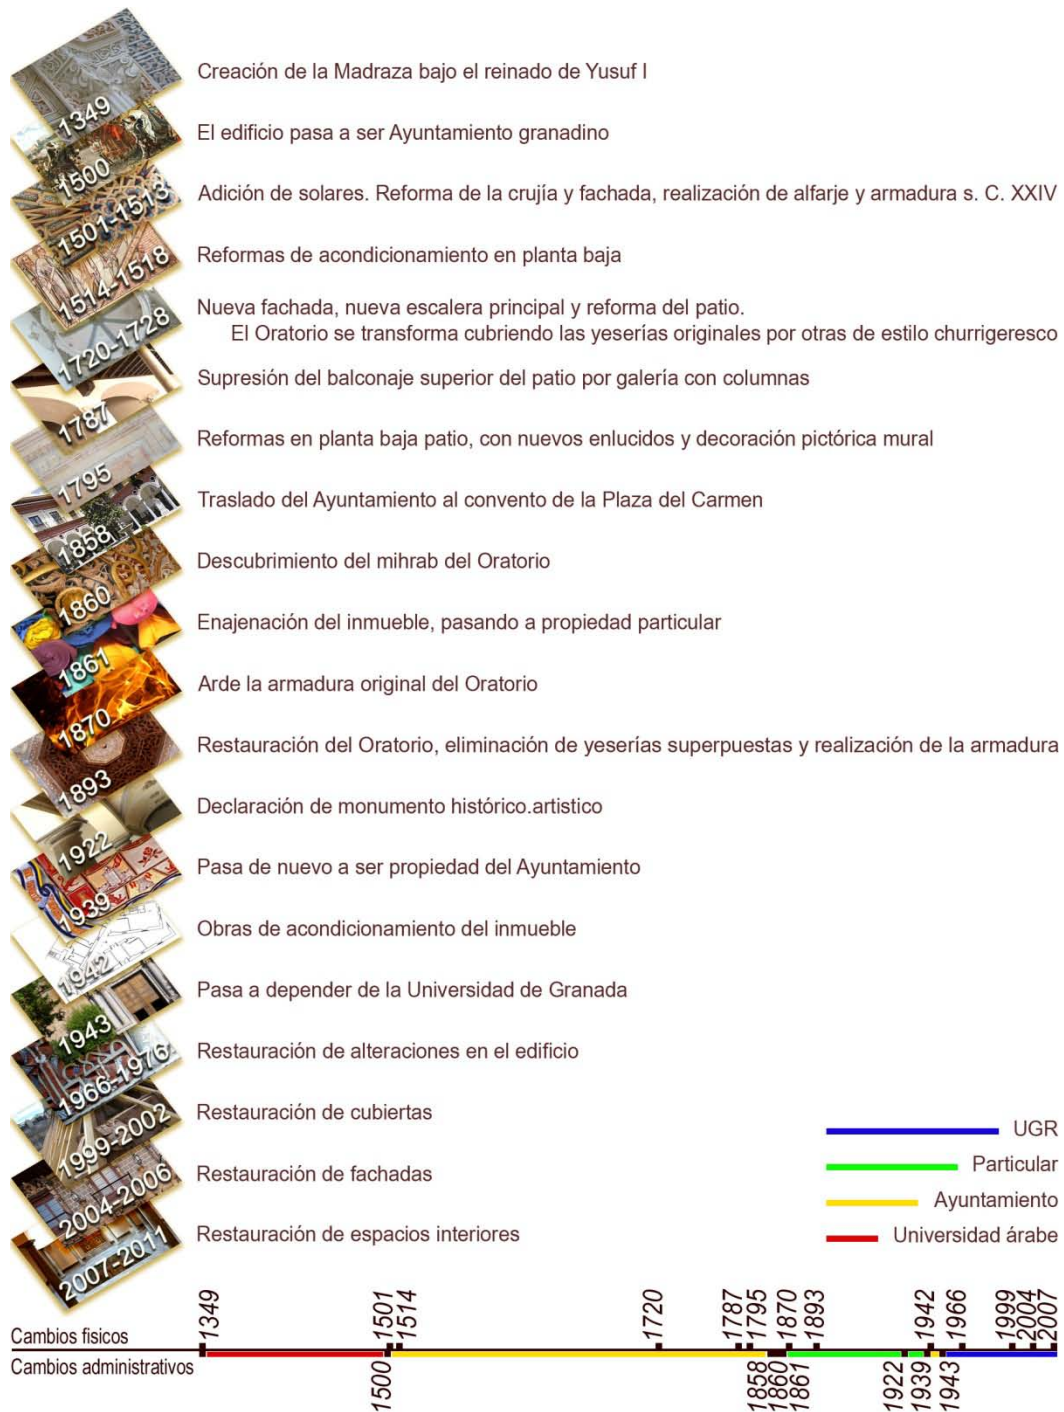 1349
Creación de la Madraza bajo el reinado de Yusuf I
1500
El edificio pasa a ser Ayuntamiento granadino
1501-1513
Adición de solares. Reforma de la crujía y fachada, realización de alfarje y armadura s. C. XXIV
1514-1518
Reformas de acondicionamiento en planta baja
1720-1728
Nueva fachada, nueva escalera principal y reforma del patio.
El Oratorio se transforma cubriendo las yeserías originales por otras de estilo churrigeresco
1787
Supresión del balconaje superior del patio por galería con columnas
1795
Reformas en planta baja patio, con nuevos enlucidos y decoración pictórica mural
1858
Traslado del Ayuntamiento al convento de la Plaza del Carmen
1860
Descubrimiento del mihrab del Oratorio
1861
Enajenación del inmueble, pasando a propiedad particular
1870
Arde la armadura original del Oratorio
1893
Restauración del Oratorio, eliminación de yeserías superpuestas y realización de la armadura
1922
Declaración de monumento histórico.artistico
1939
Pasa de nuevo a ser propiedad del Ayuntamiento
1942
Obras de acondicionamiento del inmueble
1943
Pasa a depender de la Universidad de Granada
1966-1976
Restauración de alteraciones en el edificio
1999-2002
Restauración de cubiertas
2004-2006
Restauración de fachadas
2007-2011
Restauración de espacios interiores
UGR
Particular
Ayuntamiento
Universidad árabe
Cambios fisicos
1349 1501 1514 1720 1787 1795 1870 1893 1942 1966 1999 2004 2007
Cambios administrativos
1500 1858 1860 1861 1922 1939 1943